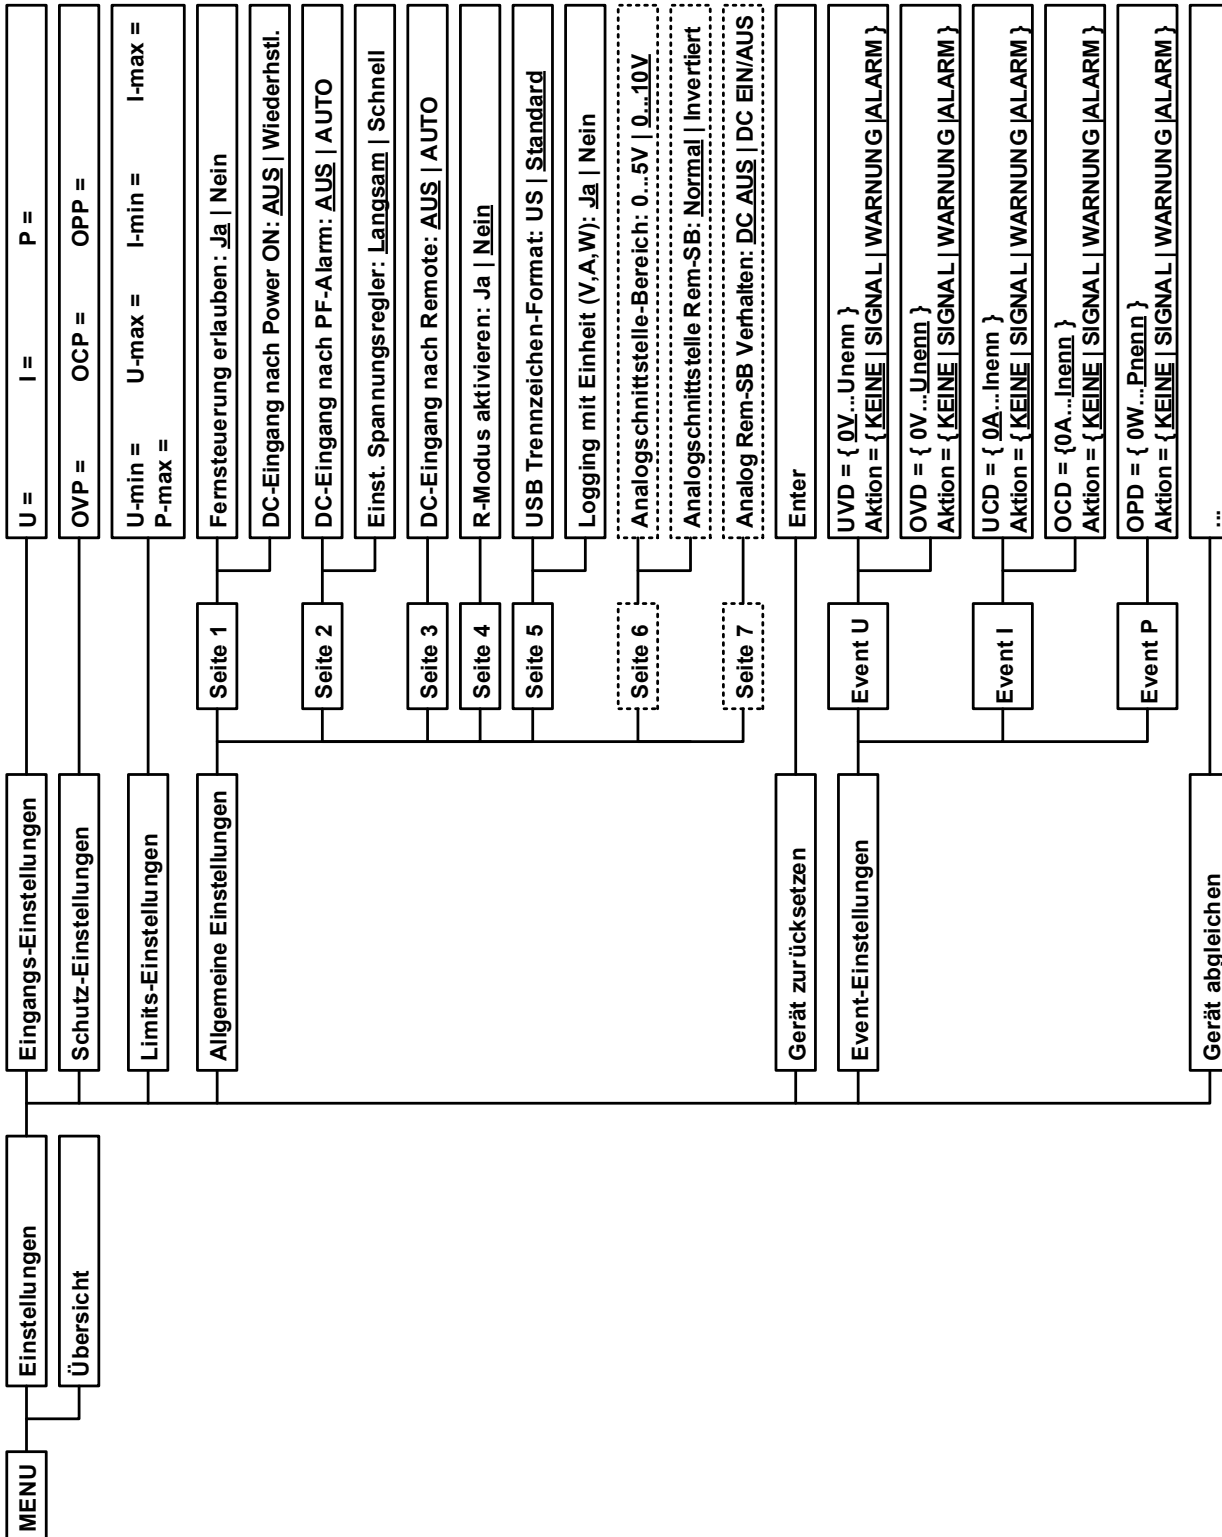 MENU
Einstellungen
Übersicht
Eingangs-Einstellungen
U = I = P =
Schutz-Einstellungen
OVP = OCP = OPP =
Limits-Einstellungen
U-min = U-max = I-min = I-max =
P-max =
Allgemeine Einstellungen
Seite 1
Fernsteuerung erlauben: Ja | Nein
DC-Eingang nach Power ON: AUS | Wiederhstl.
Seite 2
DC-Eingang nach PF-Alarm: AUS | AUTO
Einst. Spannungsregler: Langsam | Schnell
Seite 3
DC-Eingang nach Remote: AUS | AUTO
Seite 4
R-Modus aktivieren: Ja | Nein
Seite 5
USB Trennzeichen-Format: US | Standard
Logging mit Einheit (V,A,W): Ja | Nein
Seite 6
Analogschnittstelle-Bereich: 0...5V | 0...10V
Analogschnittstelle Rem-SB: Normal | Invertiert
Seite 7
Analog Rem-SB Verhalten: DC AUS | DC EIN/AUS
Gerät zurücksetzen
Enter
Event-Einstellungen
Event U
UVD = { 0V...Unenn }
Aktion = { KEINE | SIGNAL | WARNUNG |ALARM }
OVD = { 0V...Unenn }
Aktion = { KEINE | SIGNAL | WARNUNG |ALARM }
Event I
UCD = { 0A...Inenn }
Aktion = { KEINE | SIGNAL | WARNUNG |ALARM }
OCD = {0A...Inenn }
Aktion = { KEINE | SIGNAL | WARNUNG |ALARM }
Event P
OPD = { 0W...Pnenn }
Aktion = { KEINE | SIGNAL | WARNUNG |ALARM }
Gerät abgleichen
...